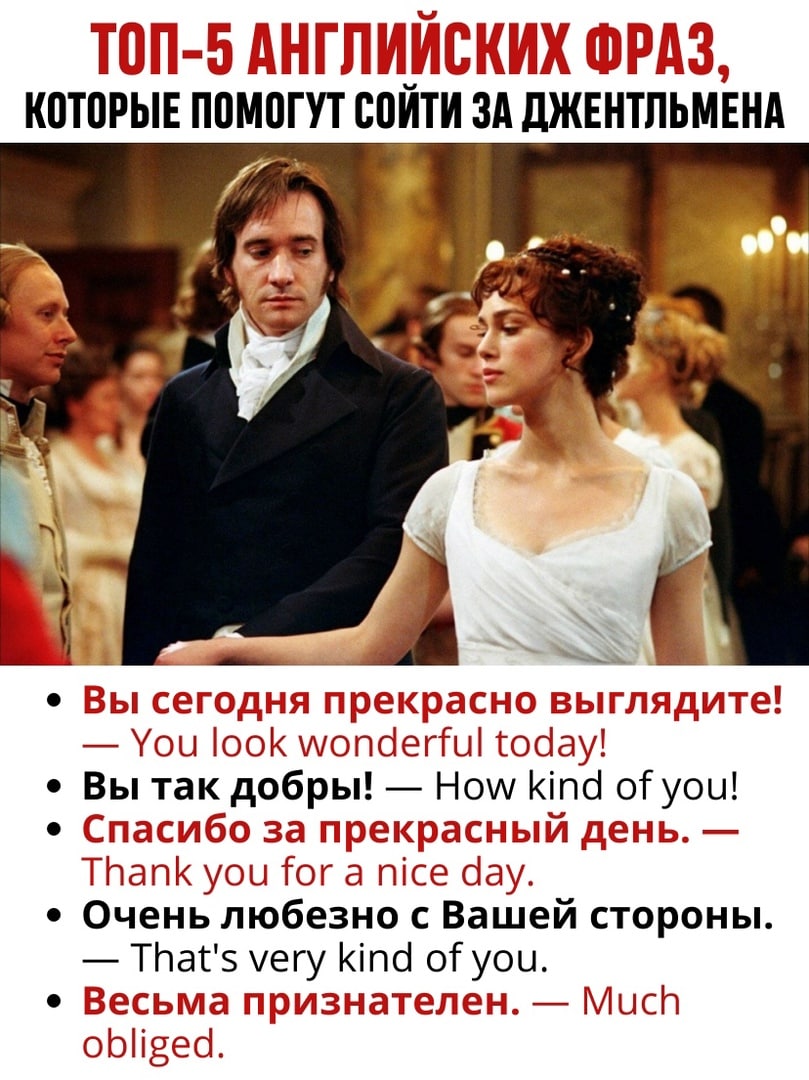 ТОП-5 АНГЛИЙСКИХ ФРАЗ,
КОТОРЫЕ ПОМОГУТ СОЙТИ ЗА ДЖЕНТЛЬМЕНА
• Вы сегодня прекрасно выглядите!
— You look wonderful today!
• Вы так добры! — How kind of you!
• Спасибо за прекрасный день. —
Thank you for a nice day.
• Очень любезно с Вашей стороны.
— That's very kind of you.
• Весьма признателен. — Much
obliged.